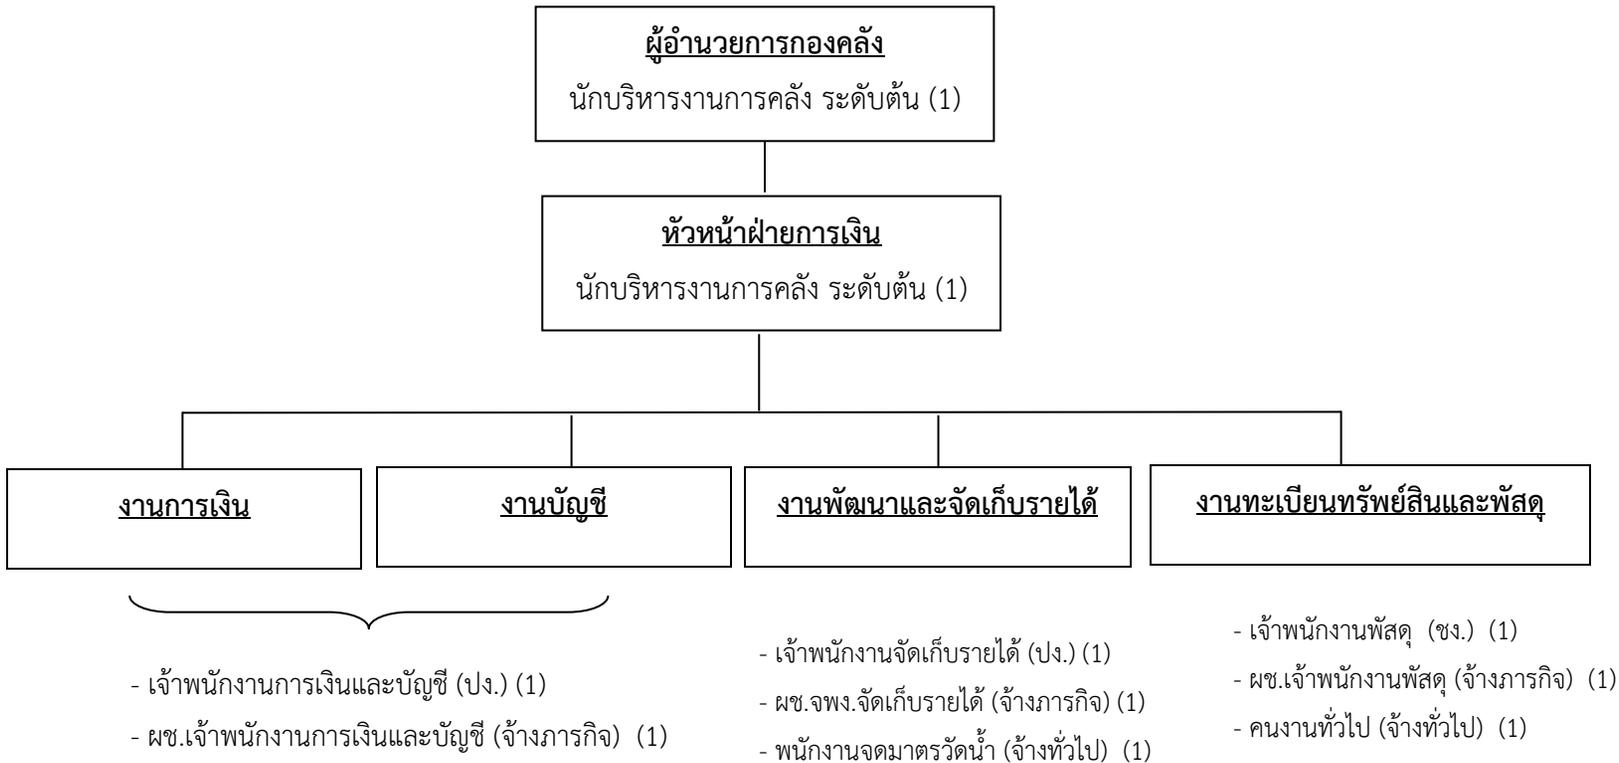 ผู้อำนวยการกองคลัง
นักบริหารงานการคลัง ระดับต้น (1)
หัวหน้าฝ่ายการเงิน
นักบริหารงานการคลัง ระดับต้น (1)
งานการเงิน
งานบัญชี
งานพัฒนาและจัดเก็บรายได้
งานทะเบียนทรัพย์สินและพัสดุ
- เจ้าพนักงานการเงินและบัญชี (ปง.) (1)
- ผช.เจ้าพนักงานการเงินและบัญชี (จ้างภารกิจ) (1)
- เจ้าพนักงานจัดเก็บรายได้ (ปง.) (1)
- ผช.จพง.จัดเก็บรายได้ (จ้างภารกิจ) (1)
- พนักงานจดมาตรวัดน้ำ (จ้างทั่วไป) (1)
- เจ้าพนักงานพัสดุ (ชง.) (1)
- ผช.เจ้าพนักงานพัสดุ (จ้างภารกิจ) (1)
- คนงานทั่วไป (จ้างทั่วไป) (1)